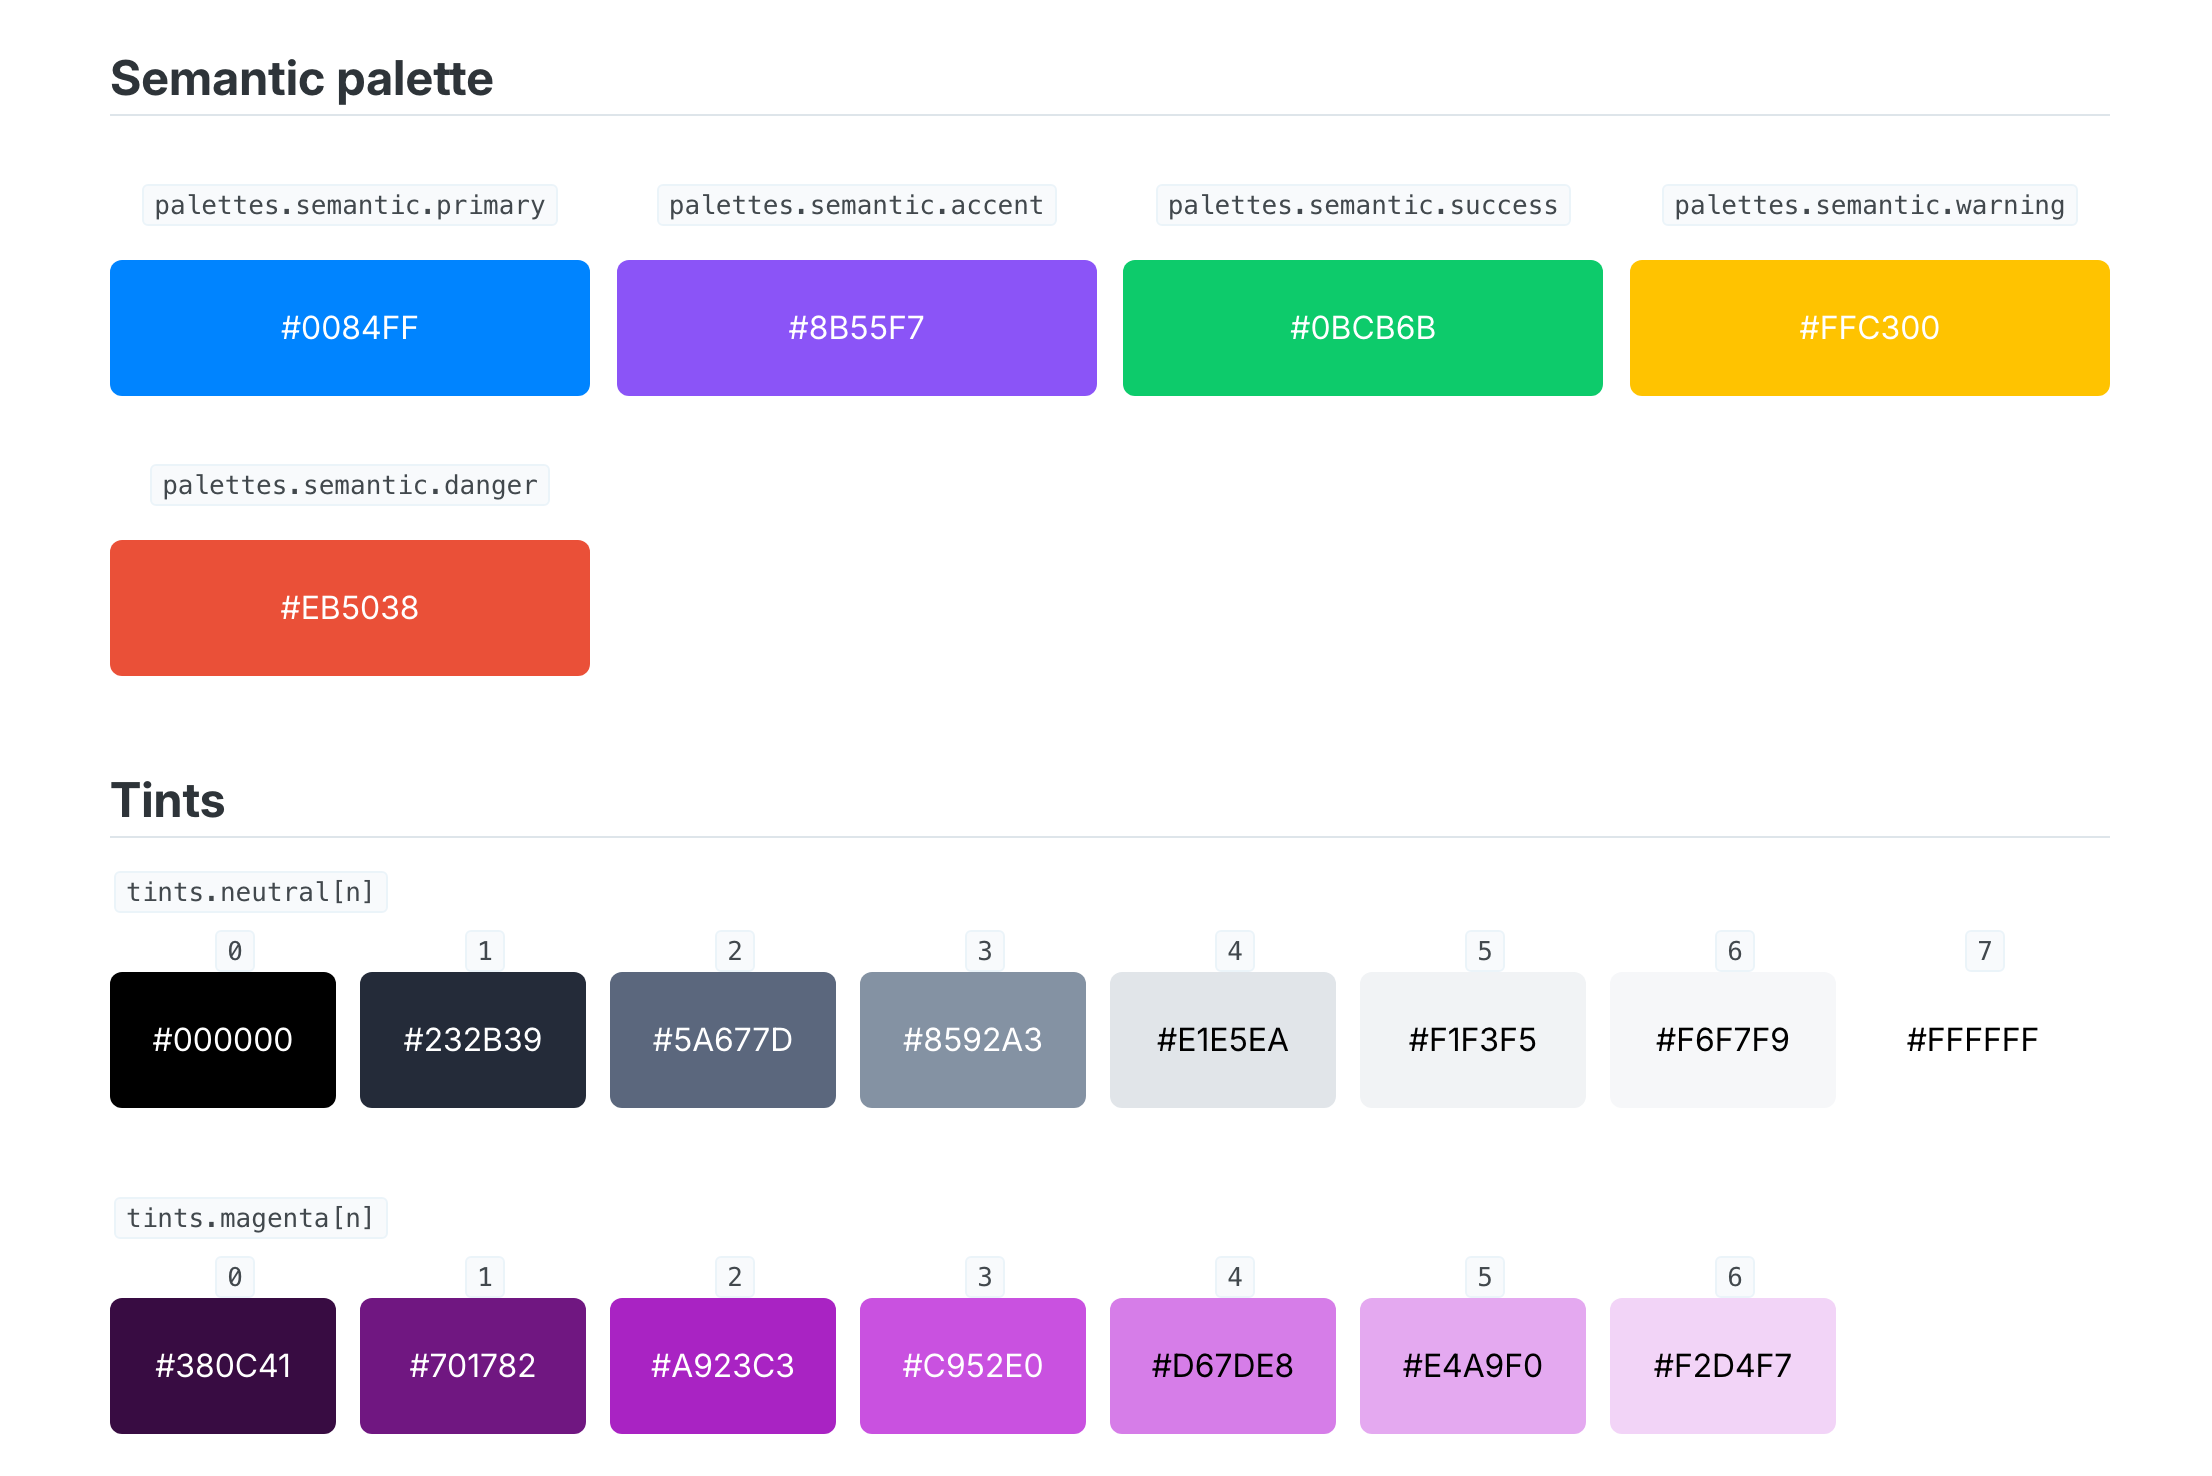 Semantic palette
palettes.semantic.primary palettes.semantic.accent palettes.semantic.success palettes.semantic.warning
#0084FF #8B55F7 #0BCB6B #FFC300
palettes.semantic.danger
#EB5038
Tints
tints.neutral[n]
0 1 2 3 4 5 6 7
#000000 #232B39 #5A677D #8592A3 #E1E5EA #F1F3F5 #F6F7F9 #FFFFFF
tints.magenta[n]
0 1 2 3 4 5 6
#380C41 #701782 #A923C3 #C952E0 #D67DE8 #E4A9F0 #F2D4F7